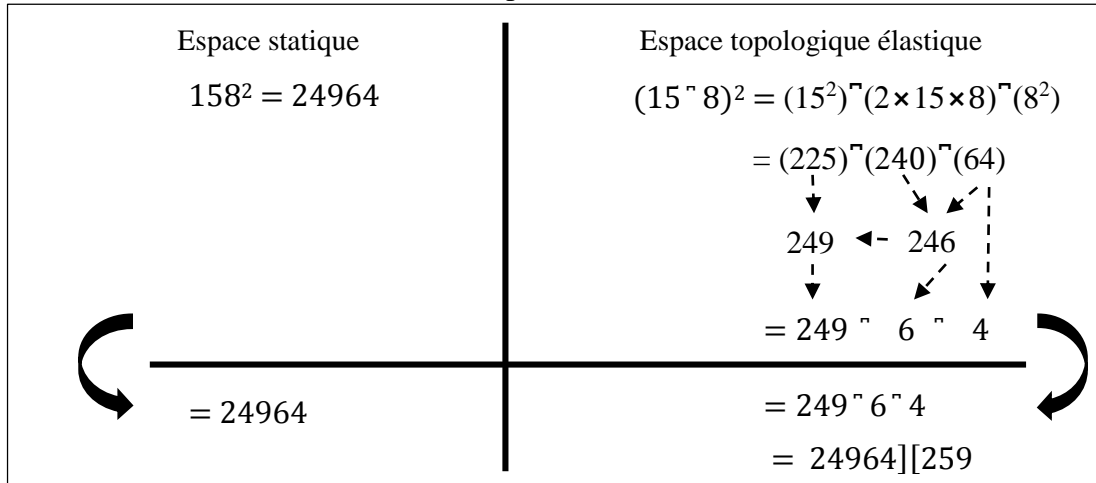 Espace statique
158² = 24964
= 24964
Espace topologique élastique
(15 ⌝ 8)² = (15²)⌝(2×15×8)⌝(8²)
= (225)⌝(240)⌝(64)
249 246
= 249 ⌝ 6 ⌝ 4
= 249 ⌝ 6 ⌝ 4
= 24964][259